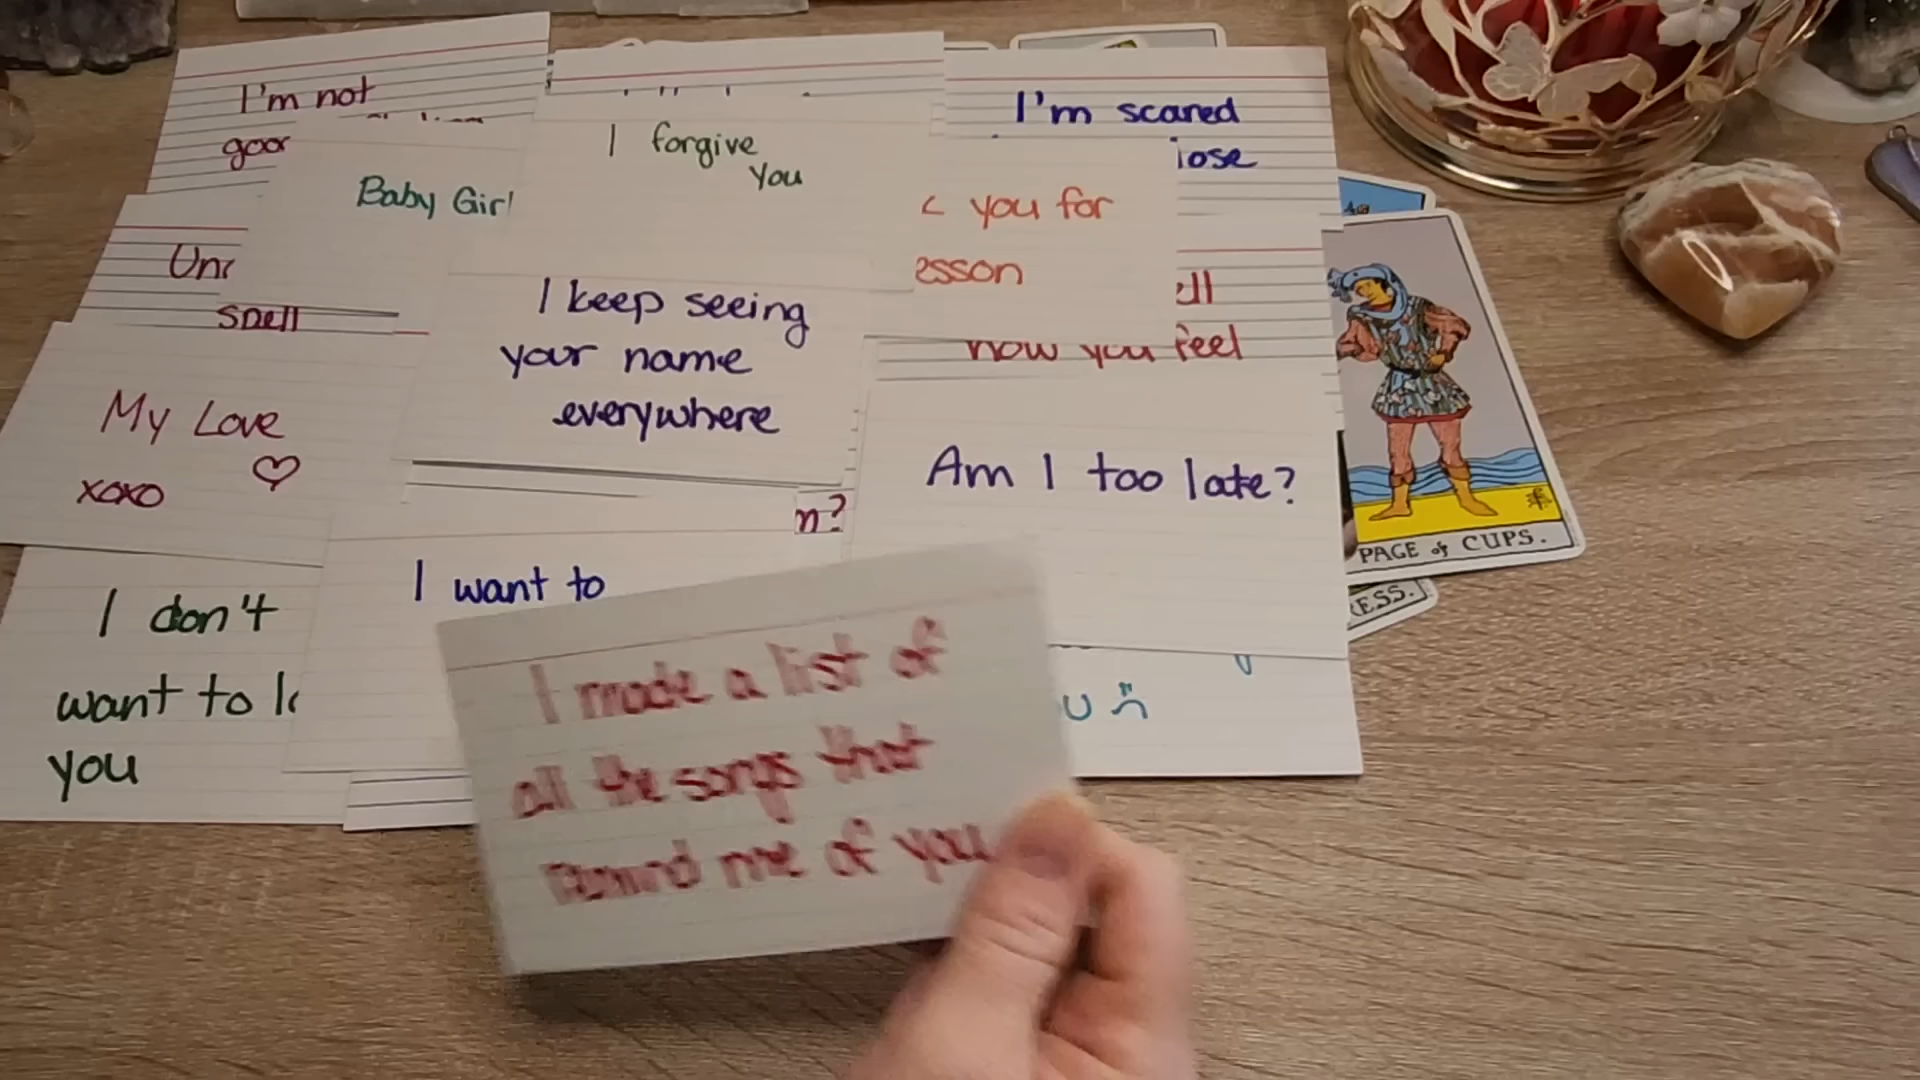 I'm not
Baby Girl
I forgive
you
I'm scared
you for
spell
how you feel
I keep seeing
your name
everywhere
My Love
xoxo
Am I too late?
PAGE of CUPS.
I don't
want to
you
I want to
I made a list of
all the songs that
remind me of you